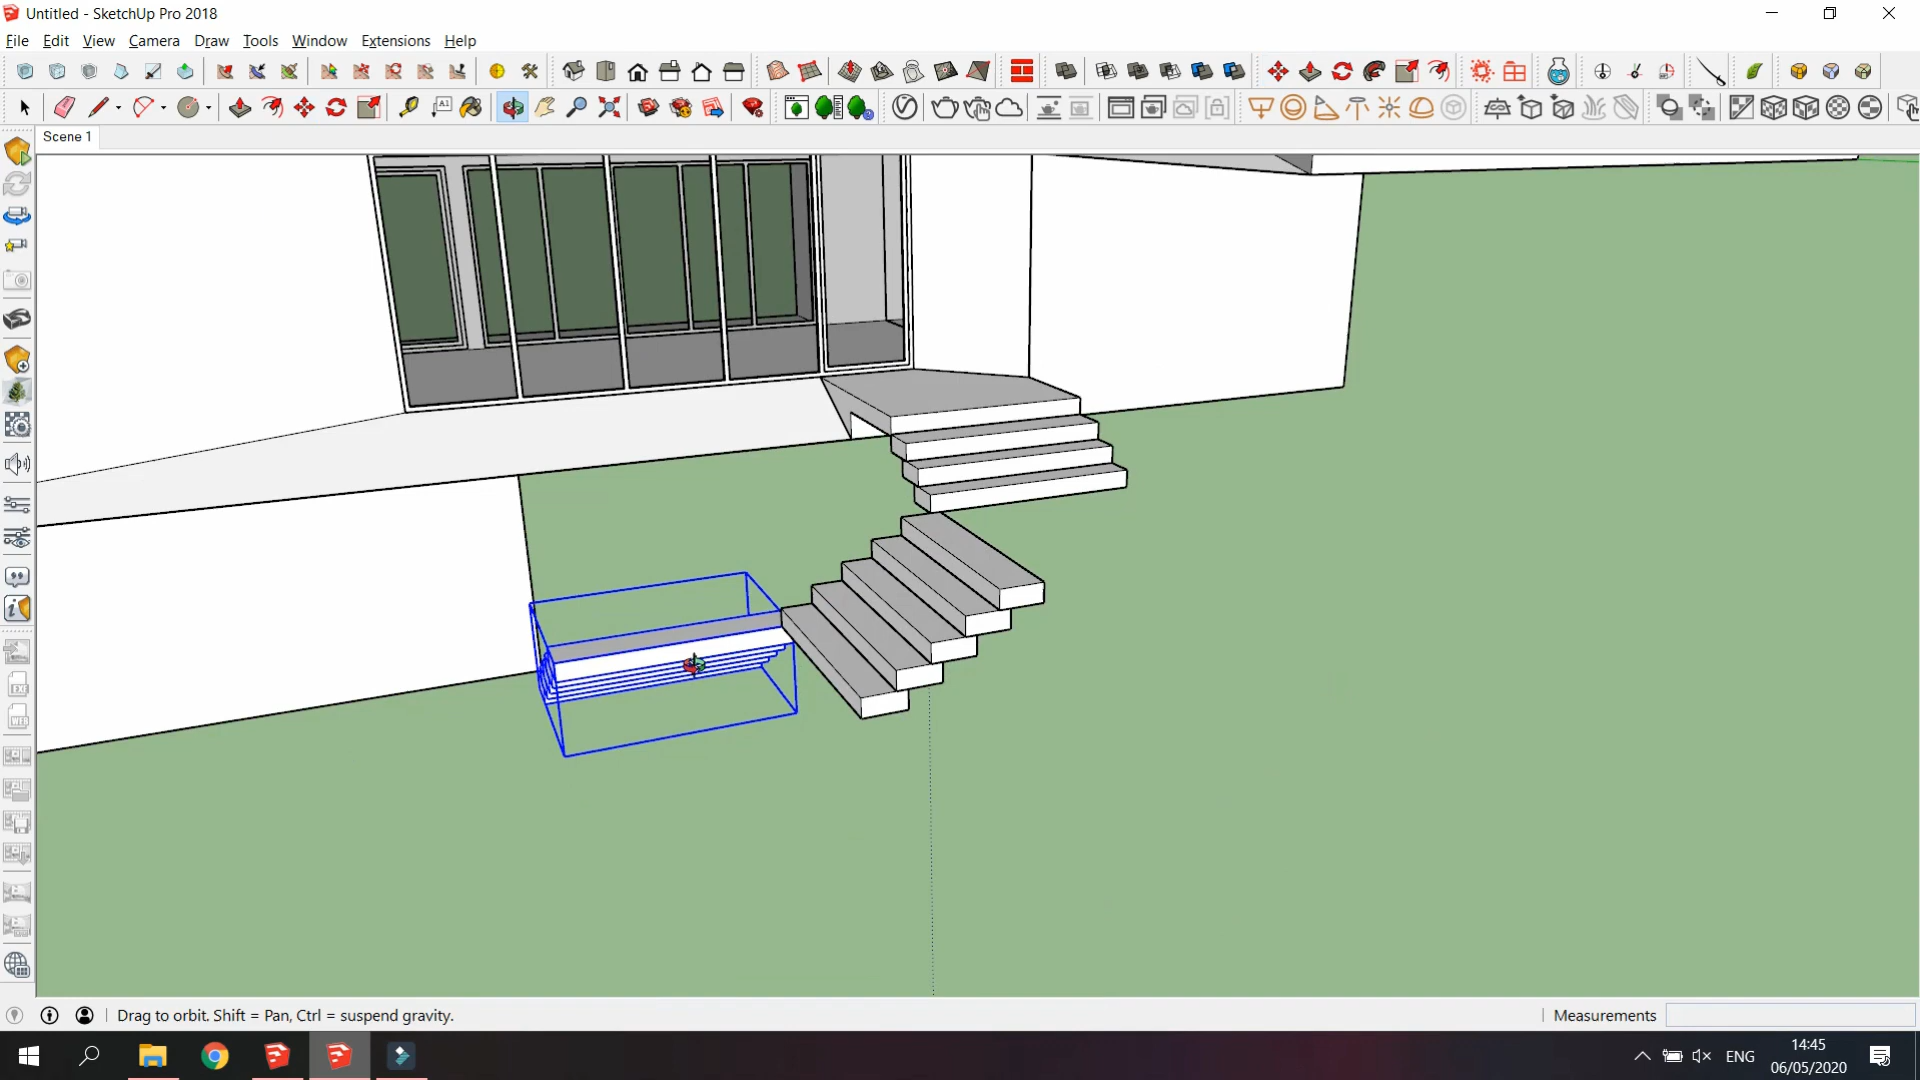 Untitled - SketchUp Pro 2018
File Edit View Camera Draw Tools Window Extensions Help
A1
Scene 1
Drag to orbit. Shift = Pan, Ctrl = suspend gravity.
Measurements
ENG
14:45
06/05/2020